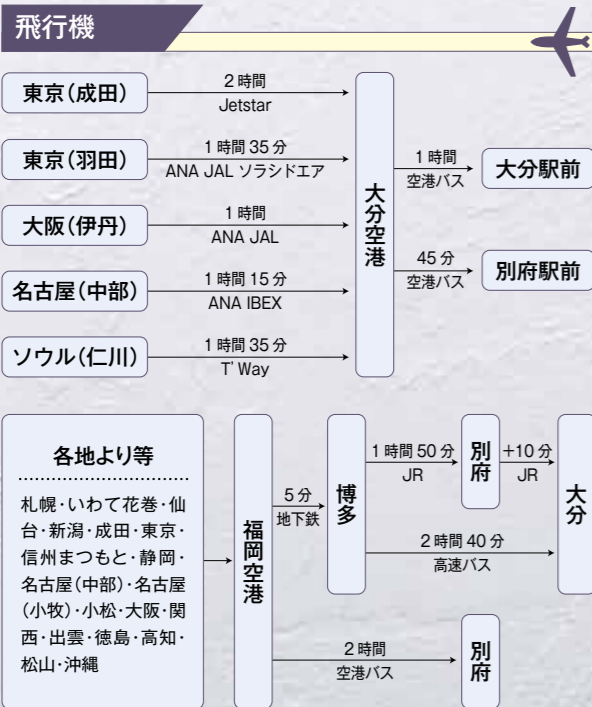 飛行機
東京(成田)
2時間
Jetstar
東京(羽田)
1時間35分
ANA JAL ソラシドエア
大阪(伊丹)
1時間
ANA JAL
名古屋(中部)
1時間15分
ANA IBEX
ソウル(仁川)
1時間35分
T' Way
大分空港
1時間
空港バス
大分駅前
45分
空港バス
別府駅前
各地より等
札幌・いわて花巻・仙
台・新潟・成田・東京・
信州まつもと・静岡・
名古屋(中部)・名古屋
(小牧)・小松・大阪・関
西・出雲・徳島・高知・
松山・沖縄
福岡空港
5分
地下鉄
博多
1時間50分
JR
別府
+10分
JR
大分
2時間40分
高速バス
2時間
空港バス
別府